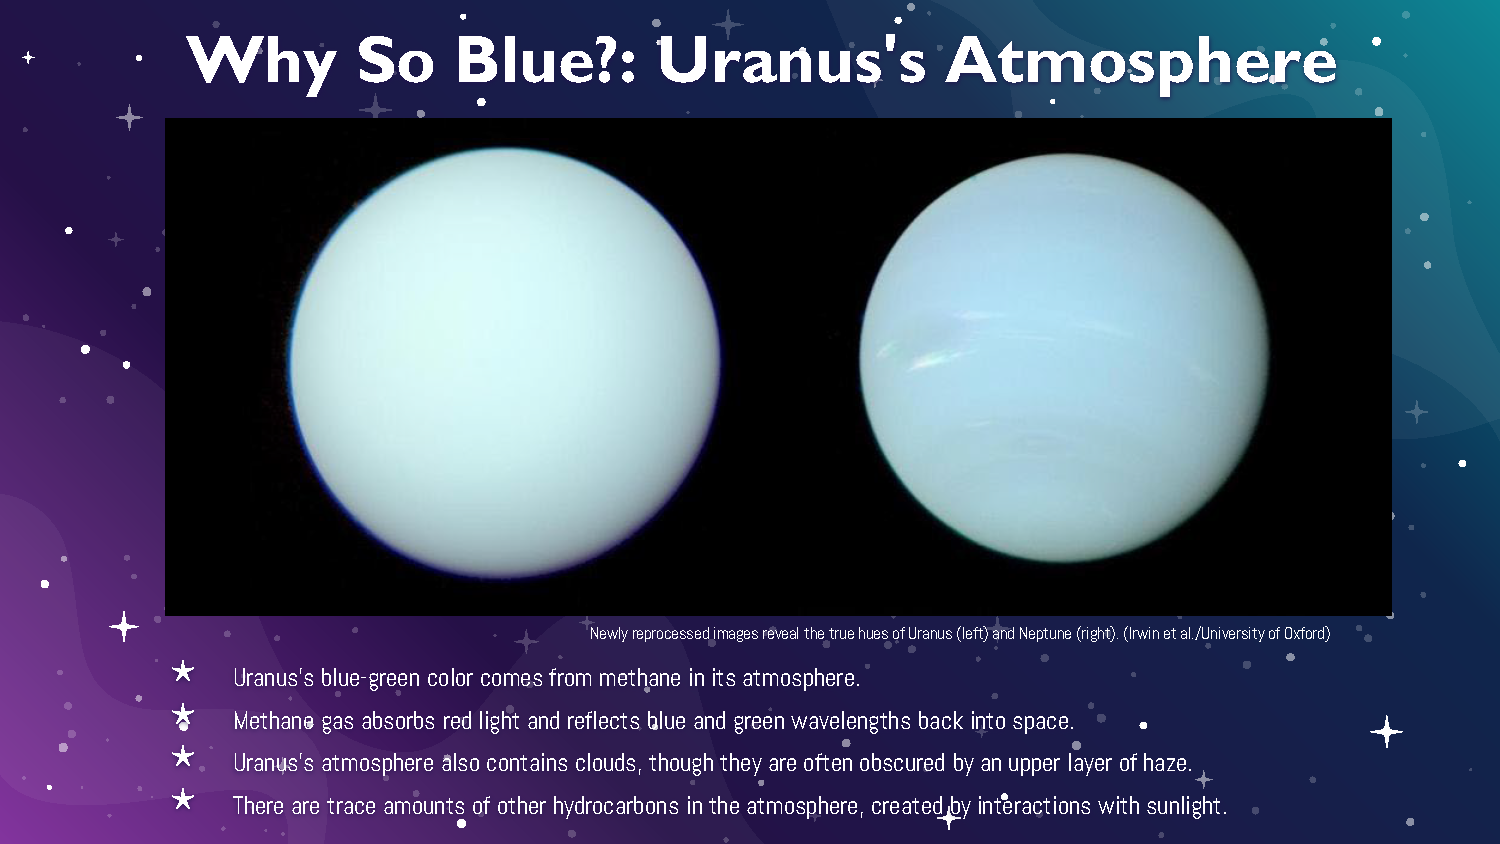 Why So Blue?: Uranus's Atmosphere
Newly reprocessed images reveal the true hues of Uranus (left) and Neptune (right). (Irwin et al./University of Oxford)
Uranus's blue-green color comes from methane in its atmosphere.
Methane gas absorbs red light and reflects blue and green wavelengths back into space.
Uranus's atmosphere also contains clouds, though they are often obscured by an upper layer of haze.
There are trace amounts of other hydrocarbons in the atmosphere, created by interactions with sunlight.